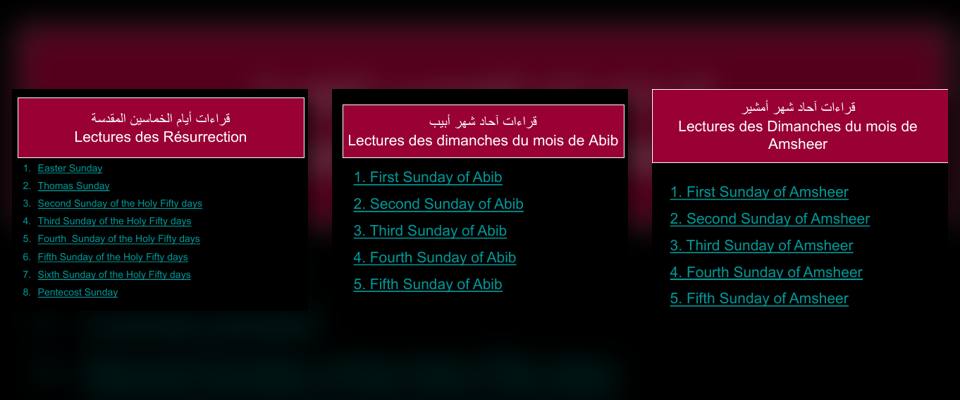 قراءات أيام الخماسين المقدسة
Lectures des Résurrection
1. Easter Sunday
2. Thomas Sunday
3. Second Sunday of the Holy Fifty days
4. Third Sunday of the Holy Fifty days
5. Fourth Sunday of the Holy Fifty days
6. Fifth Sunday of the Holy Fifty days
7. Sixth Sunday of the Holy Fifty days
8. Pentecost Sunday
قراءات آحاد شهر أبيب
Lectures des dimanches du mois de Abib
1. First Sunday of Abib
2. Second Sunday of Abib
3. Third Sunday of Abib
4. Fourth Sunday of Abib
5. Fifth Sunday of Abib
قراءات آحاد شهر أمشير
Lectures des Dimanches du mois de
Amsheer
1. First Sunday of Amsheer
2. Second Sunday of Amsheer
3. Third Sunday of Amsheer
4. Fourth Sunday of Amsheer
5. Fifth Sunday of Amsheer